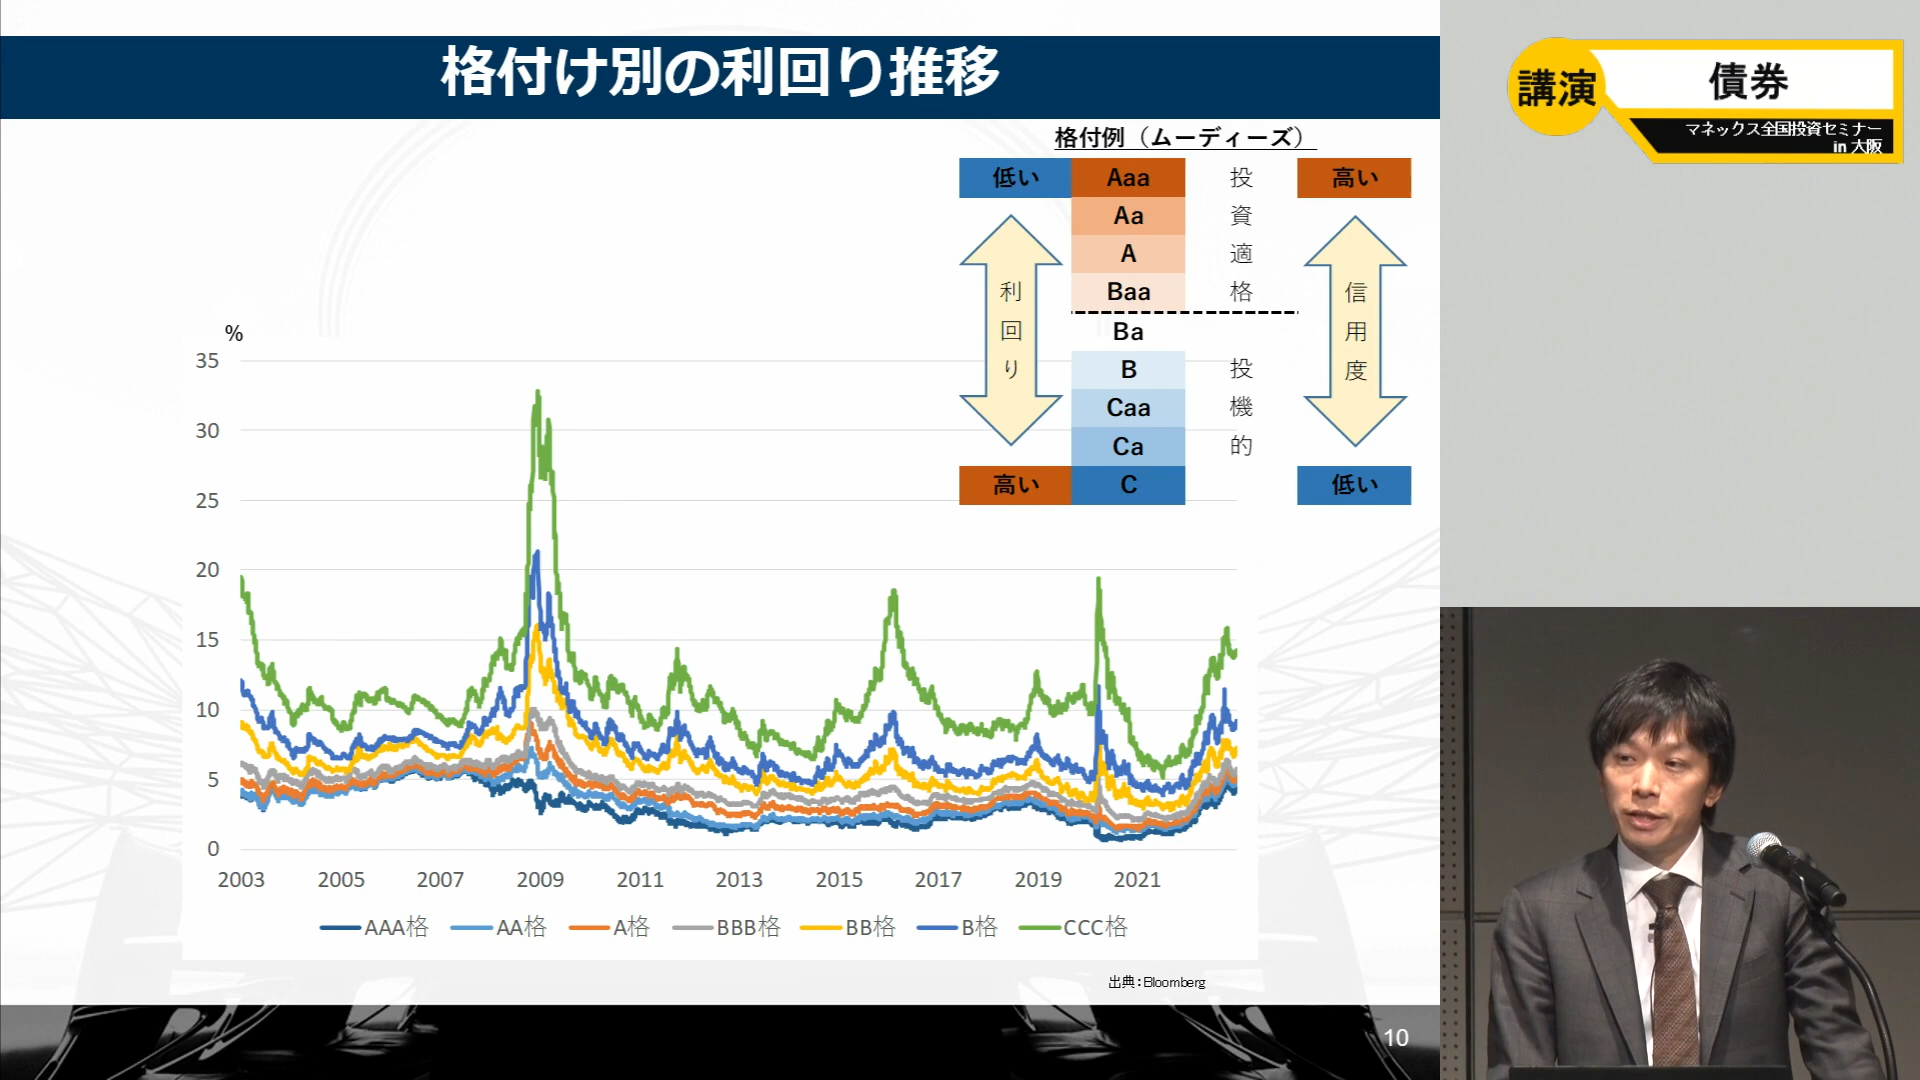 格付け別の利回り推移
講演
債券
マネックス全国投資セミナー
in 大阪
格付例（ムーディーズ）
低い
Aaa
Aa
A
Baa
Ba
B
Caa
Ca
C
高い
利回り
投資適格
投機的
高い
信用度
低い
%
35
30
25
20
15
10
5
0
2003 2005 2007 2009 2011 2013 2015 2017 2019 2021
AAA格 AA格 A格 BBB格 BB格 B格 CCC格
出典：Bloomberg
10